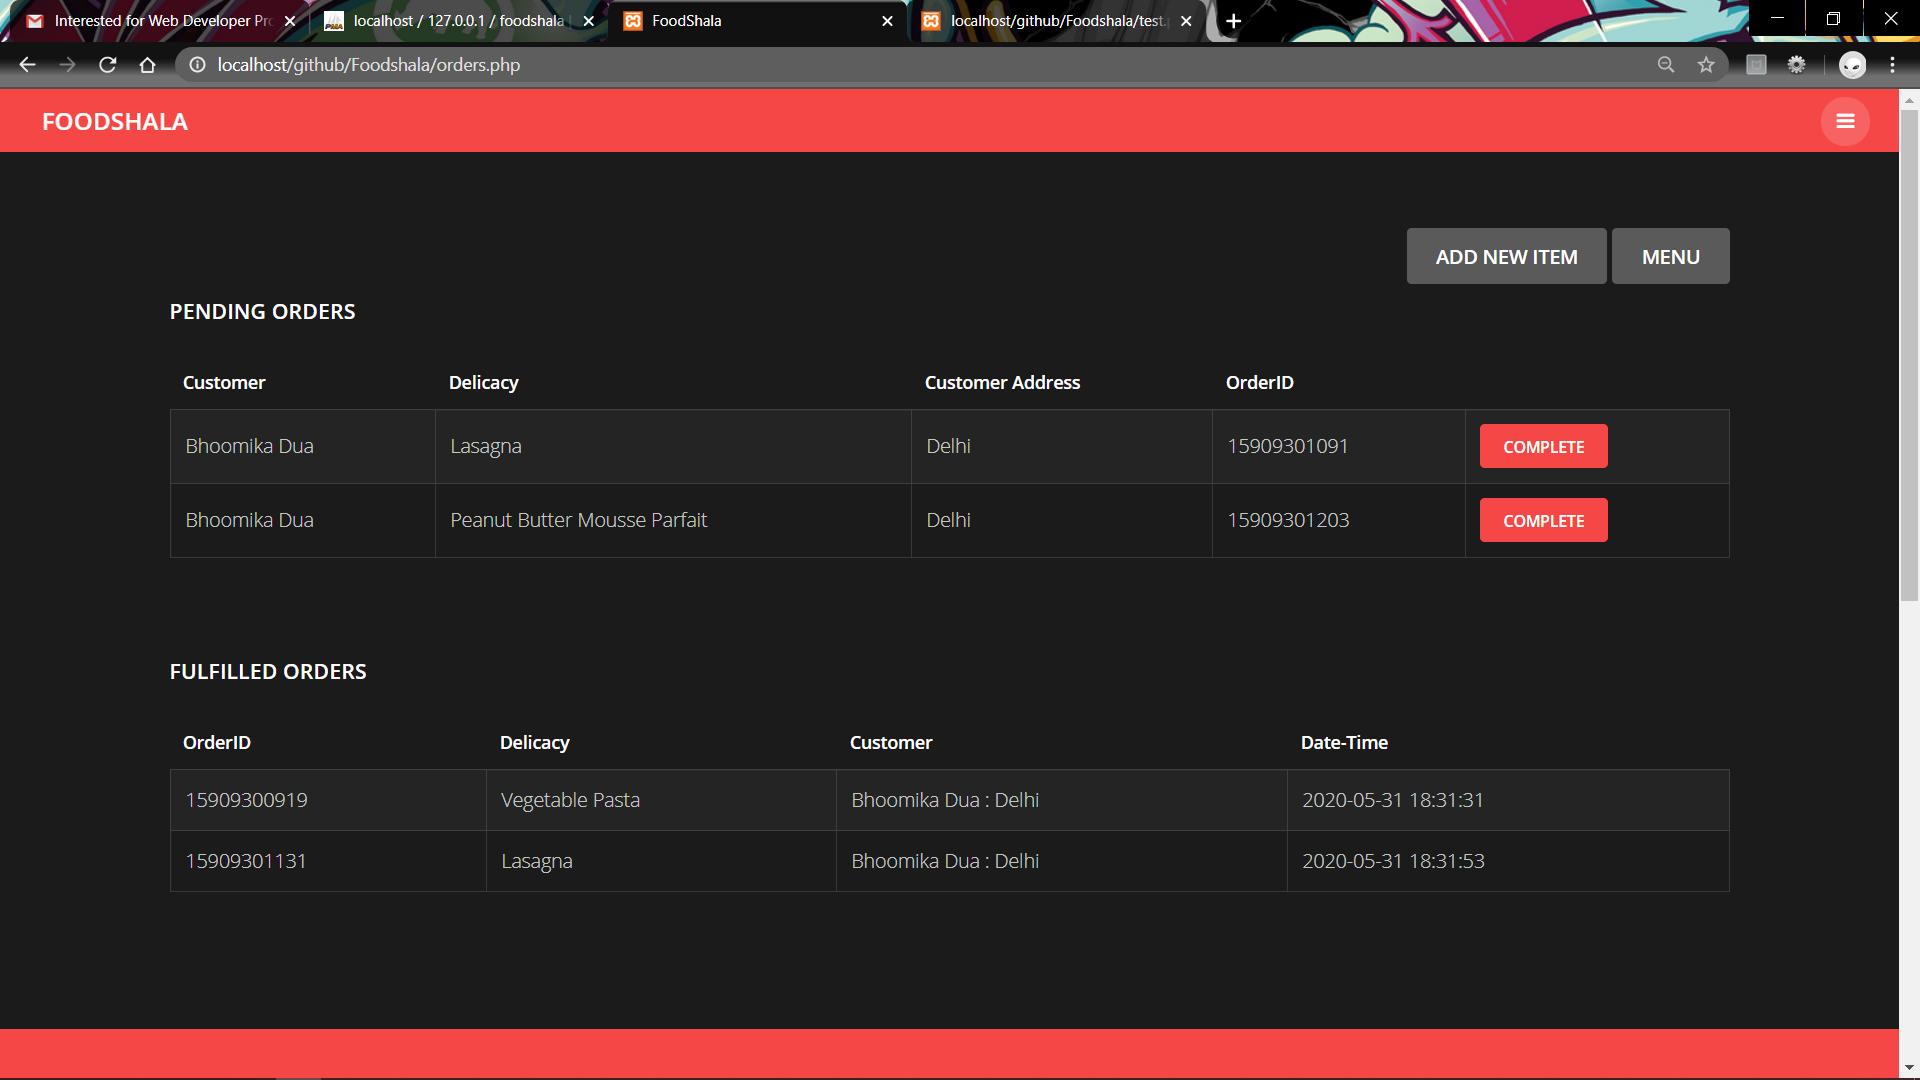 Interested for Web Developer Pr
localhost / 127.0.0.1 / foodshala
FoodShala
localhost/github/Foodshala/test.
localhost/github/Foodshala/orders.php
FOODSHALA
ADD NEW ITEM MENU
PENDING ORDERS
Customer Delicacy Customer Address OrderID
Bhoomika Dua Lasagna Delhi 15909301091 COMPLETE
Bhoomika Dua Peanut Butter Mousse Parfait Delhi 15909301203 COMPLETE
FULFILLED ORDERS
OrderID Delicacy Customer Date-Time
15909300919 Vegetable Pasta Bhoomika Dua : Delhi 2020-05-31 18:31:31
15909301131 Lasagna Bhoomika Dua : Delhi 2020-05-31 18:31:53